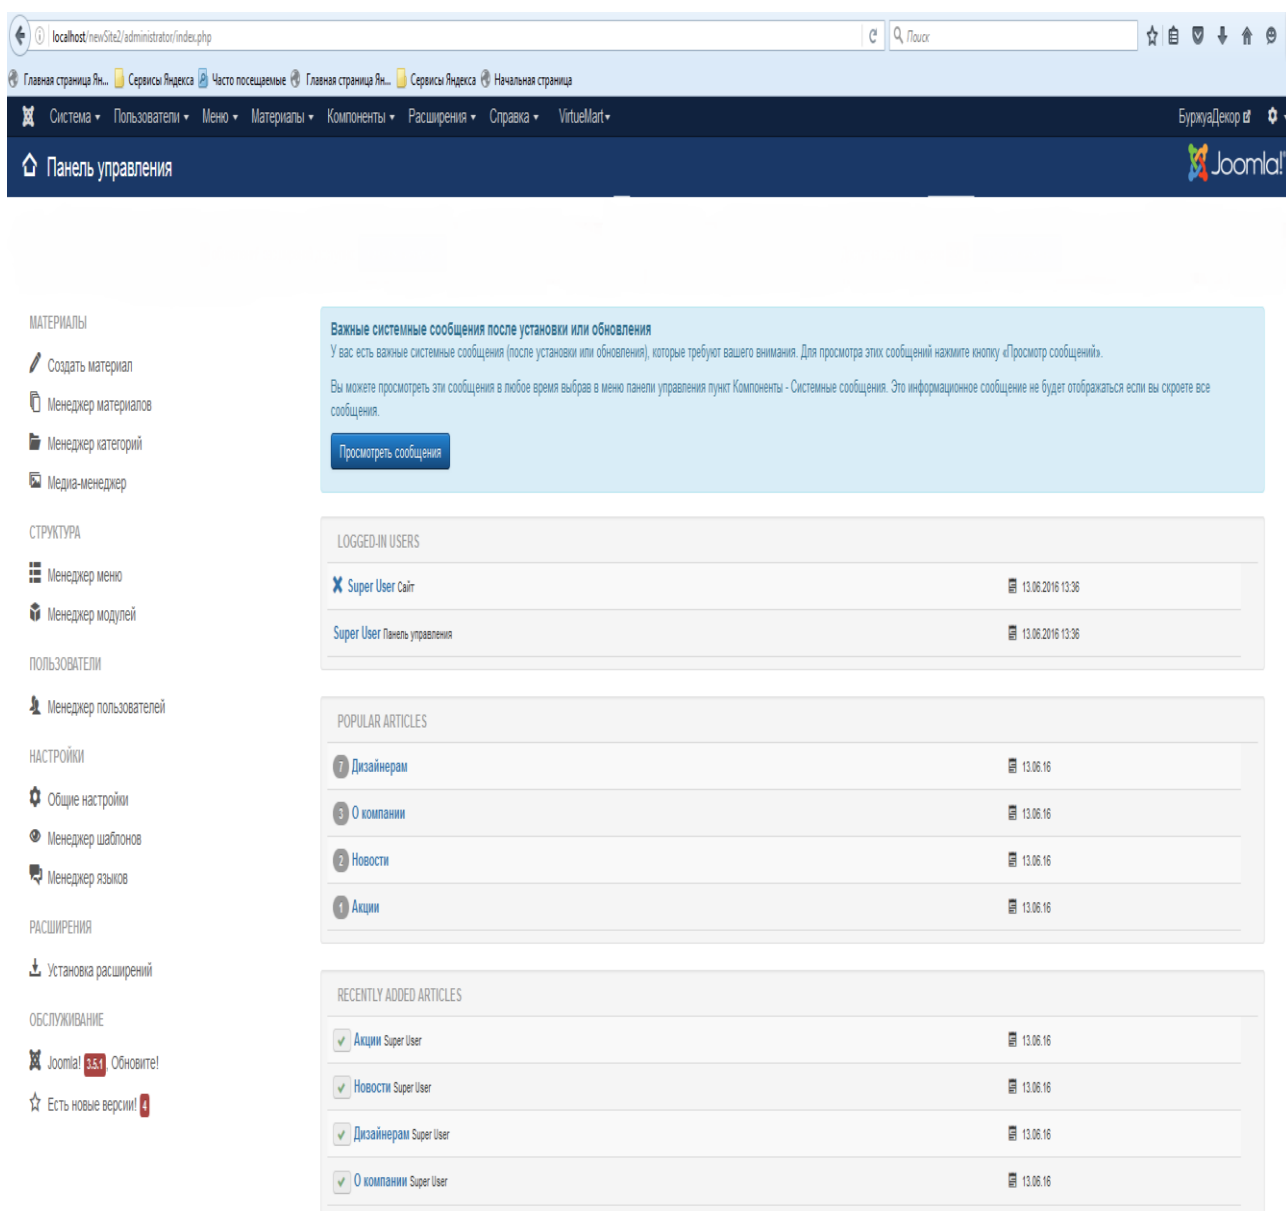 localhost/newSite2/administrator/index.php
Поиск
Главная страница Ян... Сервисы Яндекса Часто посещаемые Главная страница Ян... Сервисы Яндекса Начальная страница
Система Пользователи Меню Материалы Компоненты Расширения Справка VirtueMart БуржуаДекор
Панель управления Joomla!
МАТЕРИАЛЫ
Создать материал
Менеджер материалов
Менеджер категорий
Медиа-менеджер
СТРУКТУРА
Менеджер меню
Менеджер модулей
ПОЛЬЗОВАТЕЛИ
Менеджер пользователей
НАСТРОЙКИ
Общие настройки
Менеджер шаблонов
Менеджер языков
РАСШИРЕНИЯ
Установка расширений
ОБСЛУЖИВАНИЕ
Joomla! 3.5.1, Обновите!
Есть новые версии! 4
Важные системные сообщения после установки или обновления
У вас есть важные системные сообщения (после установки или обновления), которые требуют вашего внимания. Для просмотра этих сообщений нажмите кнопку «Просмотр сообщений».
Вы можете просмотреть эти сообщения в любое время выбрав в меню панели управления пункт Компоненты - Системные сообщения. Это информационное сообщение не будет отображаться если вы скроете все
сообщения.
Просмотреть сообщения
LOGGED-IN USERS
Super User Сайт 13.06.2016 13:36
Super User Панель управления 13.06.2016 13:36
POPULAR ARTICLES
7 Дизайнерам 13.06.16
3 О компании 13.06.16
2 Новости 13.06.16
1 Акции 13.06.16
RECENTLY ADDED ARTICLES
Акции Super User 13.06.16
Новости Super User 13.06.16
Дизайнерам Super User 13.06.16
О компании Super User 13.06.16